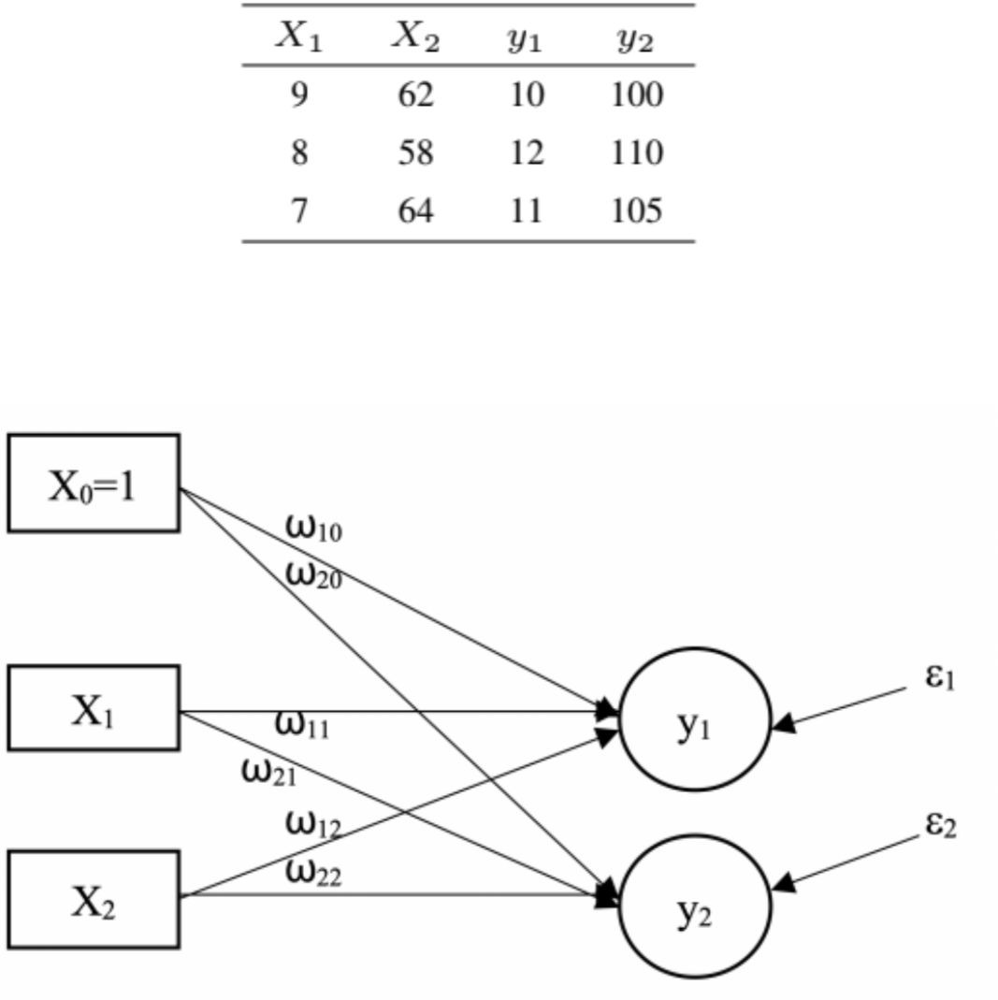 X₁ X₂ y₁ y₂
9 62 10 100
8 58 12 110
7 64 11 105
X₀=1
ω₁₀
ω₂₀
X₁
ω₁₁
ω₂₁
y₁
ε₁
ω₁₂
ω₂₂
X₂
y₂
ε₂